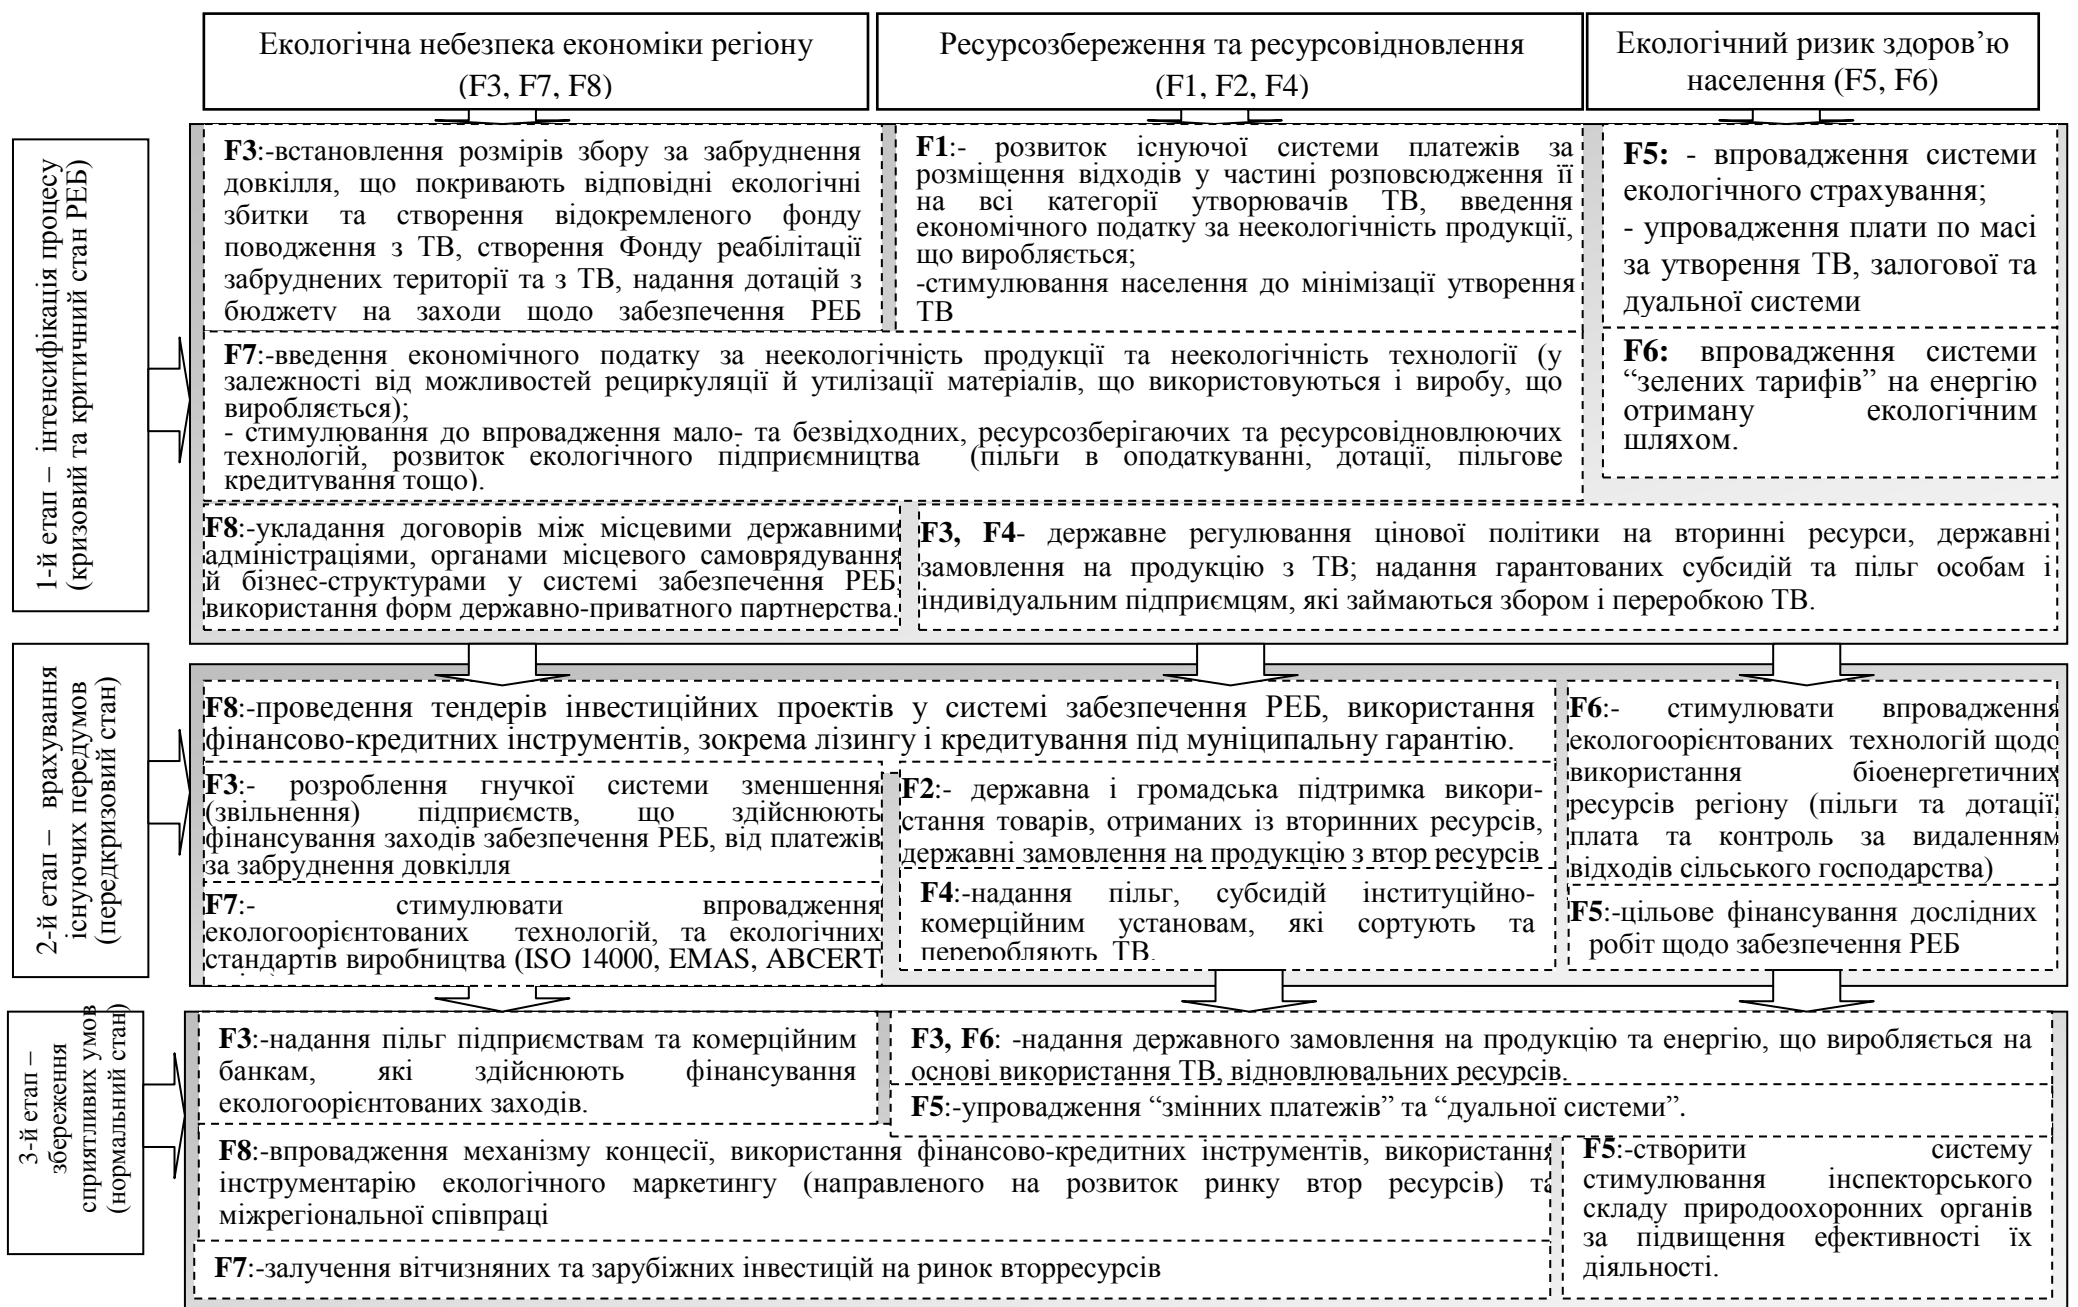 Екологічна небезпека економіки регіону
(F3, F7, F8)
Ресурсозбереження та ресурсовідновлення
(F1, F2, F4)
Екологічний ризик здоров’ю
населення (F5, F6)
1-й етап – інтенсифікація процесу
(кризовий та критичний стан РЕБ)
F3:-встановлення розмірів збору за забруднення
довкілля, що покривають відповідні екологічні
збитки та створення відокремленого фонду
поводження з ТВ, створення Фонду реабілітації
забруднених території та з ТВ, надання дотацій з
бюджету на заходи щодо забезпечення РЕБ
F1:- розвиток існуючої системи платежів за
розміщення відходів у частині розповсюдження її
на всі категорії утворювачів ТВ, введення
економічного податку за неекологічність продукції,
що виробляється;
-стимулювання населення до мінімізації утворення
ТВ
F5: - впровадження системи
екологічного страхування;
- упровадження плати по масі
за утворення ТВ, залогової та
дуальної системи
F7:-введення економічного податку за неекологічність продукції та неекологічність технології (у
залежності від можливостей рециркуляції й утилізації матеріалів, що використовуються і виробу, що
виробляється);
- стимулювання до впровадження мало- та безвідходних, ресурсозберігаючих та ресурсовідновлюючих
технологій, розвиток екологічного підприємництва (пільги в оподаткуванні, дотації, пільгове
кредитування тощо).
F6: впровадження системи
“зелених тарифів” на енергію
отриману екологічним
шляхом.
F8:-укладання договорів між місцевими державними
адміністраціями, органами місцевого самоврядування
й бізнес-структурами у системі забезпечення РЕБ,
використання форм державно-приватного партнерства.
F3, F4- державне регулювання цінової політики на вторинні ресурси, державні
замовлення на продукцію з ТВ; надання гарантованих субсидій та пільг особам і
індивідуальним підприємцям, які займаються збором і переробкою ТВ.
2-й етап – врахування
існуючих передумов
(передкризовий стан)
F8:-проведення тендерів інвестиційних проектів у системі забезпечення РЕБ, використання
фінансово-кредитних інструментів, зокрема лізингу і кредитування під муніципальну гарантію.
F3:- розроблення гнучкої системи зменшення
(звільнення) підприємств, що здійснюють
фінансування заходів забезпечення РЕБ, від платежів
за забруднення довкілля
F7:- стимулювати впровадження
екологоорієнтованих технологій, та екологічних
стандартів виробництва (ISO 14000, EMAS, ABCERT
F2:- державна і громадська підтримка викори-
стання товарів, отриманих із вторинних ресурсів,
державні замовлення на продукцію з втор ресурсів
F4:-надання пільг, субсидій інституційно-
комерційним установам, які сортують та
переробляють ТВ.
F6:- стимулювати впровадження
екологоорієнтованих технологій щодо
використання біоенергетичних
ресурсів регіону (пільги та дотації,
плата та контроль за видаленням
відходів сільського господарства)
F5:-цільове фінансування дослідних
робіт щодо забезпечення РЕБ
3-й етап –
збереження
сприятливих умов
(нормальний стан)
F3:-надання пільг підприємствам та комерційним
банкам, які здійснюють фінансування
екологоорієнтованих заходів.
F3, F6: -надання державного замовлення на продукцію та енергію, що виробляється на
основі використання ТВ, відновлювальних ресурсів.
F5:-упровадження “змінних платежів” та “дуальної системи”.
F8:-впровадження механізму концесії, використання фінансово-кредитних інструментів, використання
інструментарію екологічного маркетингу (направленого на розвиток ринку втор ресурсів) та
міжрегіональної співпраці
F7:-залучення вітчизняних та зарубіжних інвестицій на ринок вторресурсів
F5:-створити систему
стимулювання інспекторського
складу природоохоронних органів
за підвищення ефективності їх
діяльності.